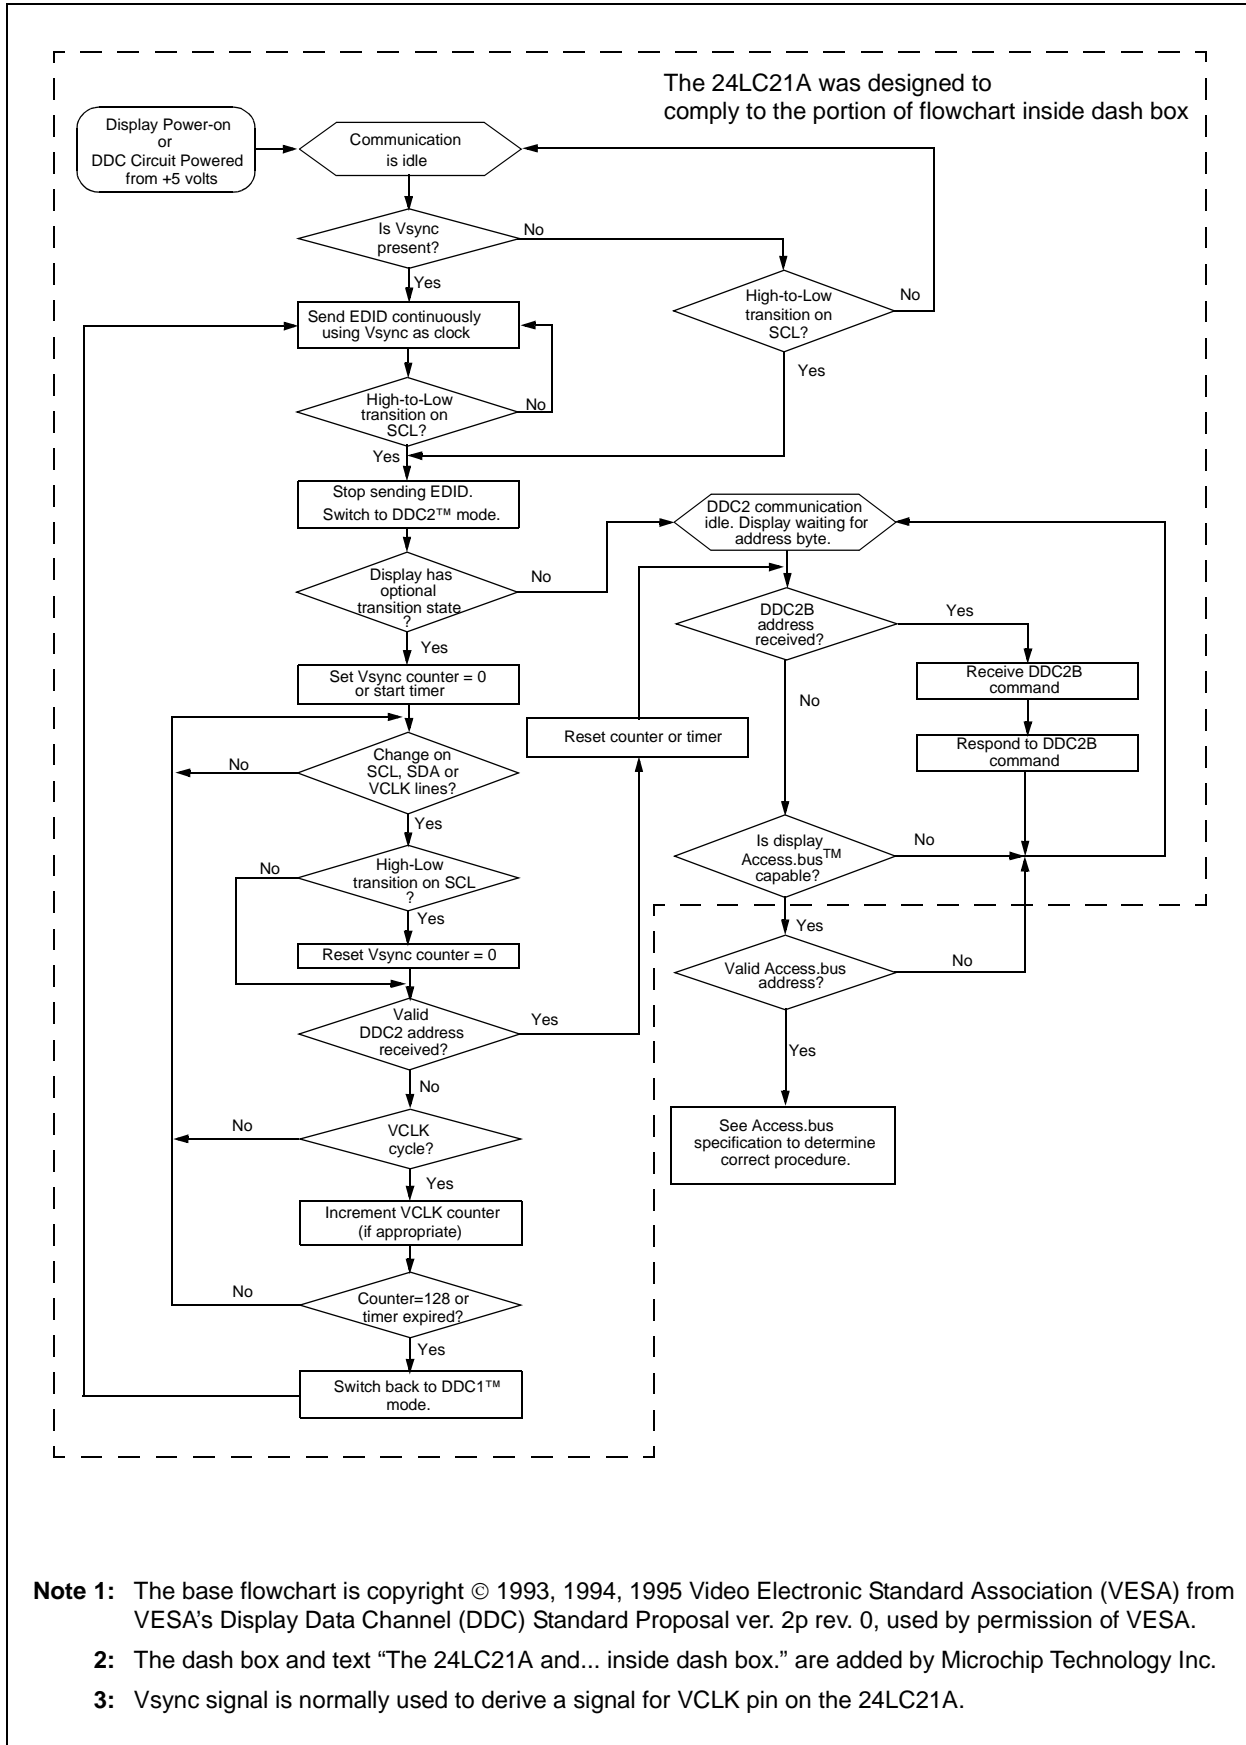 The 24LC21A was designed to
comply to the portion of flowchart inside dash box
Display Power-on
or
DDC Circuit Powered
from +5 volts
Communication
is idle
Is Vsync
present?
No
Yes
High-to-Low
transition on
SCL?
No
Yes
Send EDID continuously
using Vsync as clock
High-to-Low
transition on
SCL?
No
Yes
Stop sending EDID.
Switch to DDC2™ mode.
DDC2 communication
idle. Display waiting for
address byte.
Display has
optional
transition state
?
No
Yes
DDC2B
address
received?
Yes
No
Set Vsync counter = 0
or start timer
Receive DDC2B
command
Reset counter or timer
Respond to DDC2B
command
Change on
SCL, SDA or
VCLK lines?
No
Yes
Is display
Access.bus™
capable?
No
Yes
High-Low
transition on SCL
?
No
Yes
Reset Vsync counter = 0
Valid Access.bus
address?
No
Yes
Valid
DDC2 address
received?
Yes
No
VCLK
cycle?
No
Yes
See Access.bus
specification to determine
correct procedure.
Increment VCLK counter
(if appropriate)
Counter=128 or
timer expired?
No
Yes
Switch back to DDC1™
mode.
Note 1: The base flowchart is copyright © 1993, 1994, 1995 Video Electronic Standard Association (VESA) from
VESA's Display Data Channel (DDC) Standard Proposal ver. 2p rev. 0, used by permission of VESA.
2: The dash box and text “The 24LC21A and... inside dash box.” are added by Microchip Technology Inc.
3: Vsync signal is normally used to derive a signal for VCLK pin on the 24LC21A.